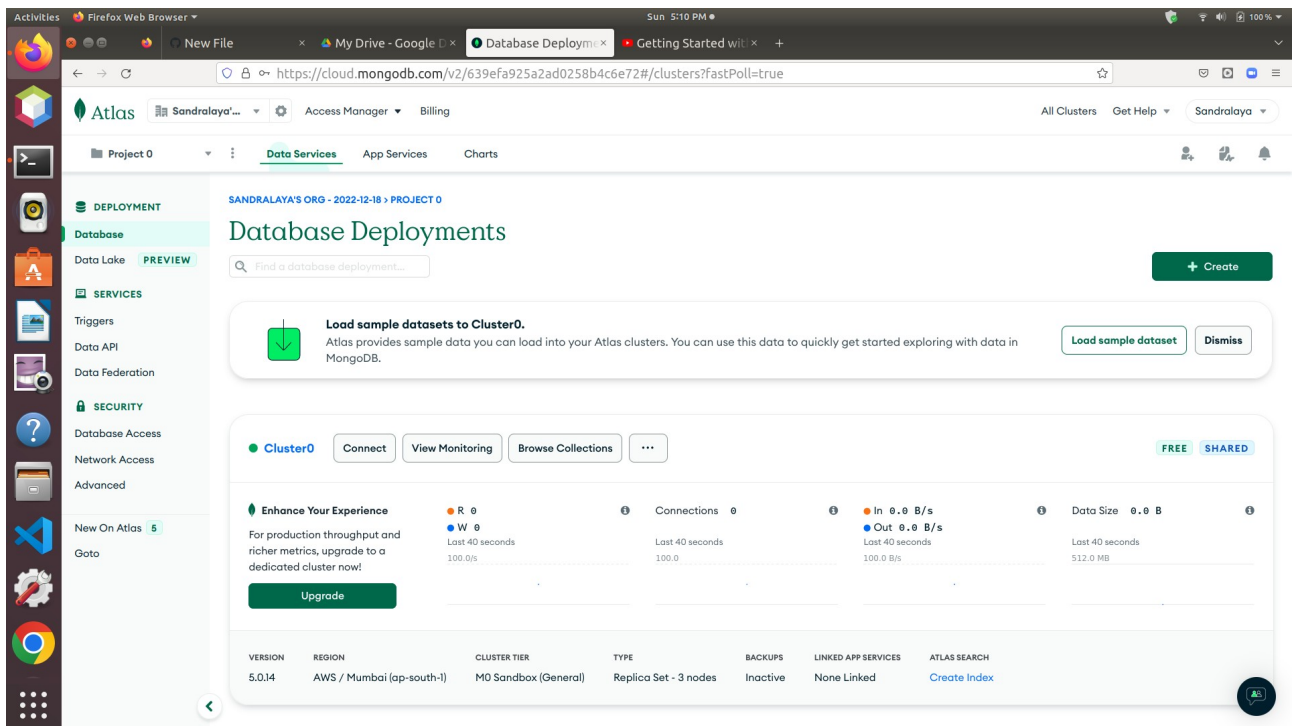 Activities Firefox Web Browser Sun 5:10 PM 100 %
New File × My Drive - Google D × Database Deployme × Getting Started wit × +
https://cloud.mongodb.com/v2/639efa925a2ad0258b4c6e72#/clusters?fastPoll=true
Atlas Sandralaya'... Access Manager Billing All Clusters Get Help Sandralaya
Project 0 Data Services App Services Charts
SANDRALAYA'S ORG - 2022-12-18 > PROJECT 0
DEPLOYMENT
Database
Data Lake PREVIEW
SERVICES
Triggers
Data API
Data Federation
SECURITY
Database Access
Network Access
Advanced
New On Atlas 5
Goto
Database Deployments
Find a database deployment...
+ Create
Load sample datasets to Cluster0.
Atlas provides sample data you can load into your Atlas clusters. You can use this data to quickly get started exploring with data in
MongoDB.
Load sample dataset Dismiss
Cluster0 Connect View Monitoring Browse Collections ... FREE SHARED
Enhance Your Experience
For production throughput and
richer metrics, upgrade to a
dedicated cluster now!
Upgrade
R 0
W 0
Last 40 seconds
100.0/s
Connections 0
Last 40 seconds
100.0
In 0.0 B/s
Out 0.0 B/s
Last 40 seconds
100.0 B/s
Data Size 0.0 B
Last 40 seconds
512.0 MB
VERSION REGION CLUSTER TIER TYPE BACKUPS LINKED APP SERVICES ATLAS SEARCH
5.0.14 AWS / Mumbai (ap-south-1) M0 Sandbox (General) Replica Set - 3 nodes Inactive None Linked Create Index